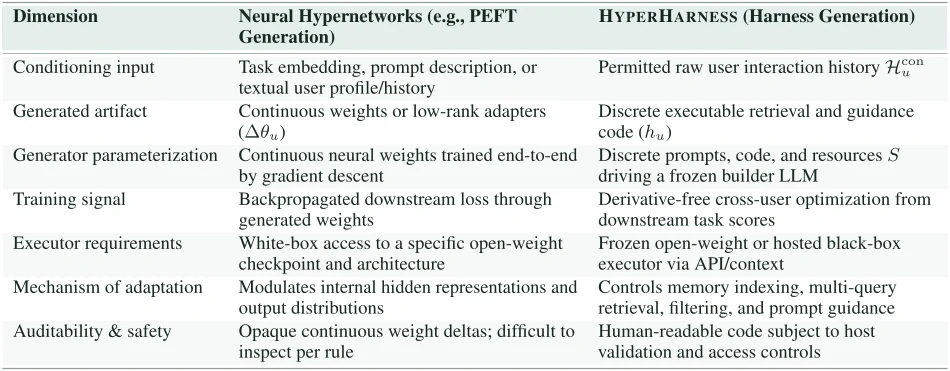 Dimension Neural Hypernetworks (e.g., PEFT HYPERHARNESS (Harness Generation)
Generation)
Conditioning input Task embedding, prompt description, or Permitted raw user interaction history H_u^con
textual user profile/history
Generated artifact Continuous weights or low-rank adapters Discrete executable retrieval and guidance
(Δθ_u) code (h_u)
Generator parameterization Continuous neural weights trained end-to-end Discrete prompts, code, and resources S
by gradient descent driving a frozen builder LLM
Training signal Backpropagated downstream loss through Derivative-free cross-user optimization from
generated weights downstream task scores
Executor requirements White-box access to a specific open-weight Frozen open-weight or hosted black-box
checkpoint and architecture executor via API/context
Mechanism of adaptation Modulates internal hidden representations and Controls memory indexing, multi-query
output distributions retrieval, filtering, and prompt guidance
Auditability & safety Opaque continuous weight deltas; difficult to Human-readable code subject to host
inspect per rule validation and access controls